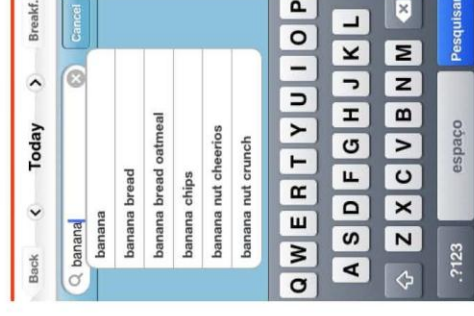 Back Today Breakf.
banana Cancel
banana
banana bread
banana bread oatmeal
banana chips
banana nut cheerios
banana nut crunch
Q W E R T Y U I O P
A S D F G H J K L
Z X C V B N M
.?123 espaço Pesquisar